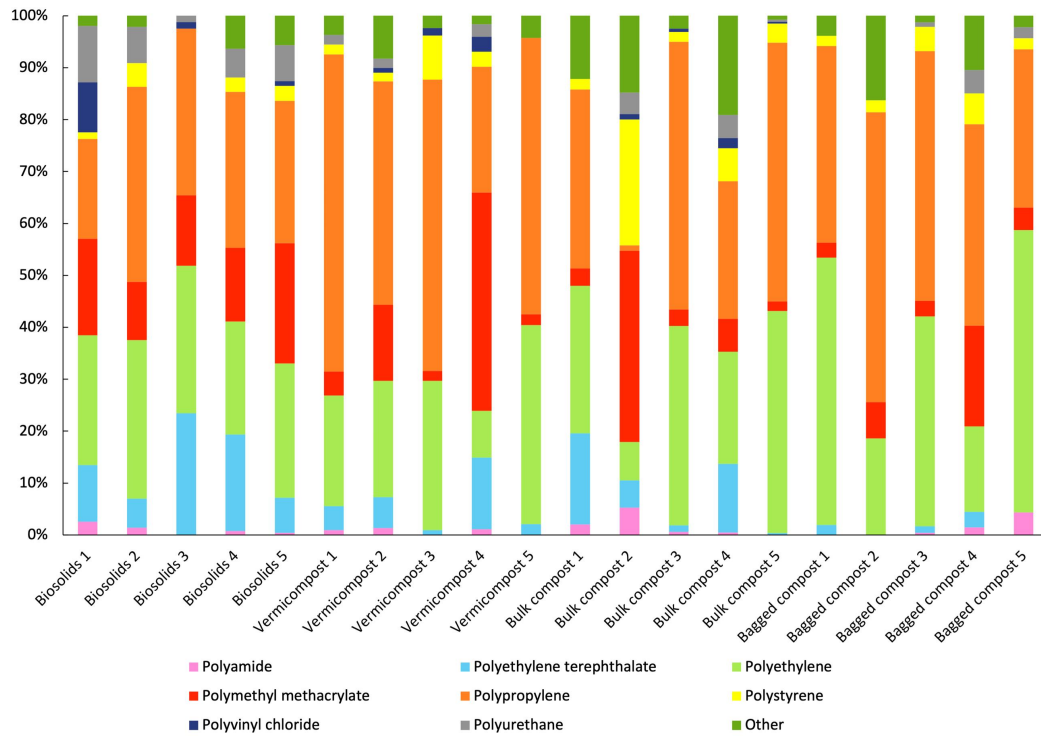 100%
90%
80%
70%
60%
50%
40%
30%
20%
10%
0%
Biosolids 1
Biosolids 2
Biosolids 3
Biosolids 4
Biosolids 5
Vermicompost 1
Vermicompost 2
Vermicompost 3
Vermicompost 4
Vermicompost 5
Bulk compost 1
Bulk compost 2
Bulk compost 3
Bulk compost 4
Bulk compost 5
Bagged compost 1
Bagged compost 2
Bagged compost 3
Bagged compost 4
Bagged compost 5
Polyamide Polyethylene terephthalate Polyethylene
Polymethyl methacrylate Polypropylene Polystyrene
Polyvinyl chloride Polyurethane Other